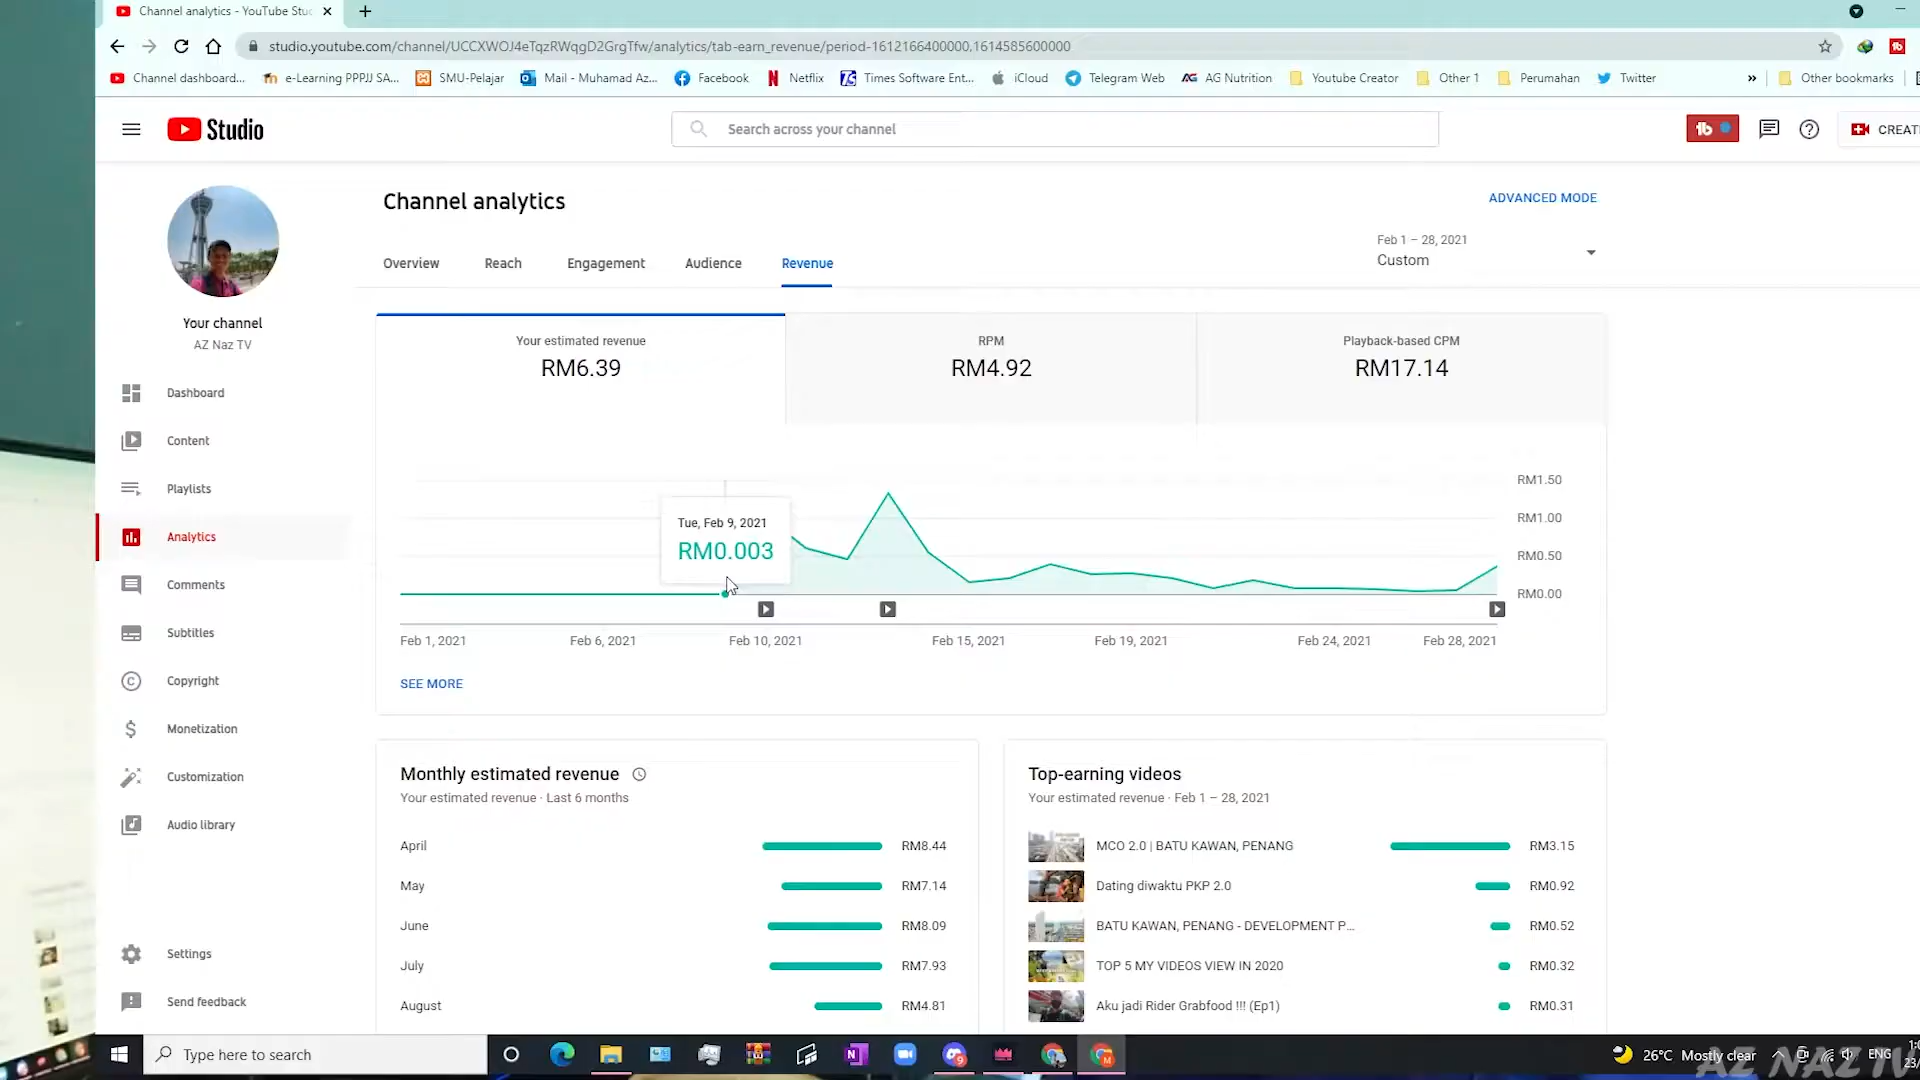 Channel analytics - YouTube Stu
studio.youtube.com/channel/UCCXWOJ4eTqzRWqgD2GrgTfw/analytics/tab-earn_revenue/period-1612166400000,1614585600000
Channel dashboard... e-Learning PPPJJ SA... SMU-Pelajar Mail - Muhamad Az... Facebook Netflix Times Software Ent... iCloud Telegram Web AG Nutrition Youtube Creator Other 1 Perumahan Twitter » Other bookmarks
Studio
Search across your channel
CREAT
Channel analytics
ADVANCED MODE
Feb 1 – 28, 2021
Custom
Overview Reach Engagement Audience Revenue
Your channel
AZ Naz TV
Dashboard
Content
Playlists
Analytics
Comments
Subtitles
Copyright
Monetization
Customization
Audio library
Settings
Send feedback
Your estimated revenue
RM6.39
RPM
RM4.92
Playback-based CPM
RM17.14
Tue, Feb 9, 2021
RM0.003
RM1.50
RM1.00
RM0.50
RM0.00
Feb 1, 2021 Feb 6, 2021 Feb 10, 2021 Feb 15, 2021 Feb 19, 2021 Feb 24, 2021 Feb 28, 2021
SEE MORE
Monthly estimated revenue
Your estimated revenue · Last 6 months
April RM8.44
May RM7.14
June RM8.09
July RM7.93
August RM4.81
Top-earning videos
Your estimated revenue · Feb 1 – 28, 2021
MCO 2.0 | BATU KAWAN, PENANG RM3.15
Dating diwaktu PKP 2.0 RM0.92
BATU KAWAN, PENANG - DEVELOPMENT P... RM0.52
TOP 5 MY VIDEOS VIEW IN 2020 RM0.32
Aku jadi Rider Grabfood !!! (Ep1) RM0.31
Type here to search
26°C Mostly clear
ENG
AZ NAZ TV